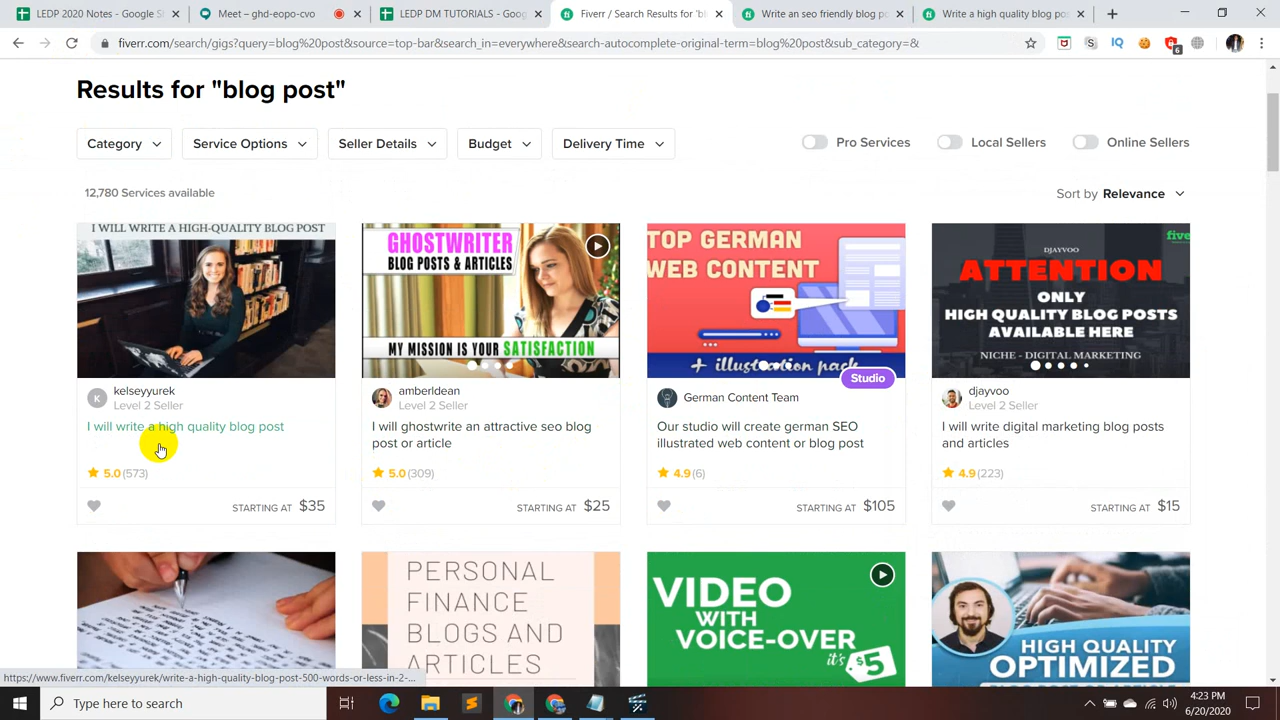 LEDP 2020 NOTES - Google S
Meet – ghd-eopo-cvo
LEDP DM TUTORIALS - Google
Fiverr / Search Results for 'bl
Write an seo friendly blog po
Write a high quality blog pos
fiverr.com/search/gigs?query=blog%20post&source=top-bar&search_in=everywhere&search-autocomplete-original-term=blog%20post&sub_category=&
Results for "blog post"
Category
Service Options
Seller Details
Budget
Delivery Time
Pro Services
Local Sellers
Online Sellers
12,780 Services available
Sort by Relevance
I WILL WRITE A HIGH-QUALITY BLOG POST
kelseyyurek
Level 2 Seller
I will write a high quality blog post
5.0 (573)
STARTING AT $35
GHOSTWRITER
BLOG POSTS & ARTICLES
MY MISSION IS YOUR SATISFACTION
amberldean
Level 2 Seller
I will ghostwrite an attractive seo blog
post or article
5.0 (309)
STARTING AT $25
TOP GERMAN
WEB CONTENT
+ illustration pack
Studio
German Content Team
Our studio will create german SEO
illustrated web content or blog post
4.9 (6)
STARTING AT $105
five
DJAYVOO
ATTENTION
ONLY
HIGH QUALITY BLOG POSTS
AVAILABLE HERE
NICHE - DIGITAL MARKETING
djayvoo
Level 2 Seller
I will write digital marketing blog posts
and articles
4.9 (223)
STARTING AT $15
PERSONAL
FINANCE
BLOGS AND
ARTICLES
VIDEO
WITH
VOICE-OVER
it's $5
HIGH QUALITY
OPTIMIZED
https://www.fiverr.com/kelseyyurek/write-a-high-quality-blog-post-500-words-or-less-in-2-...
Type here to search
4:23 PM
6/20/2020